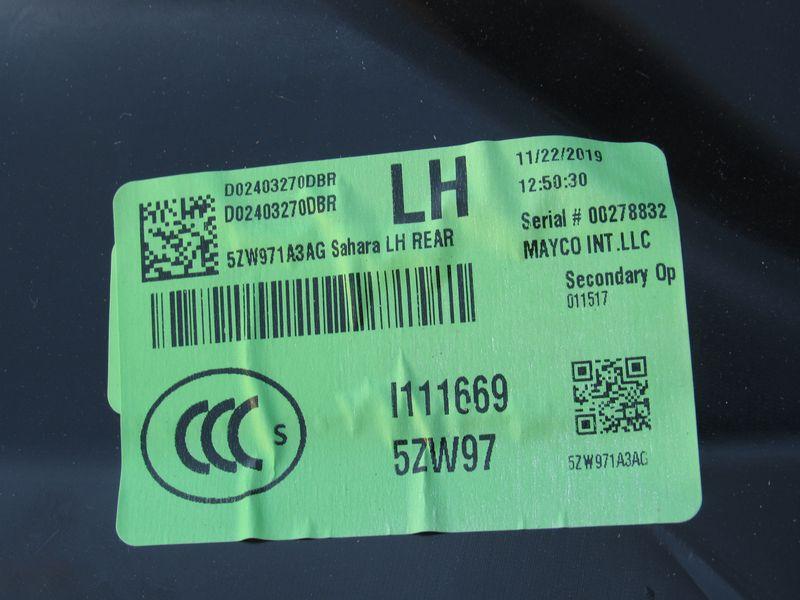 D02403270DBR
D02403270DBR
LH
11/22/2019
12:50:30
5ZW971A3AG Sahara LH REAR
Serial # 00278832
MAYCO INT.LLC
Secondary Op
011517
CCC S
I111669
5ZW97
5ZW971A3AG